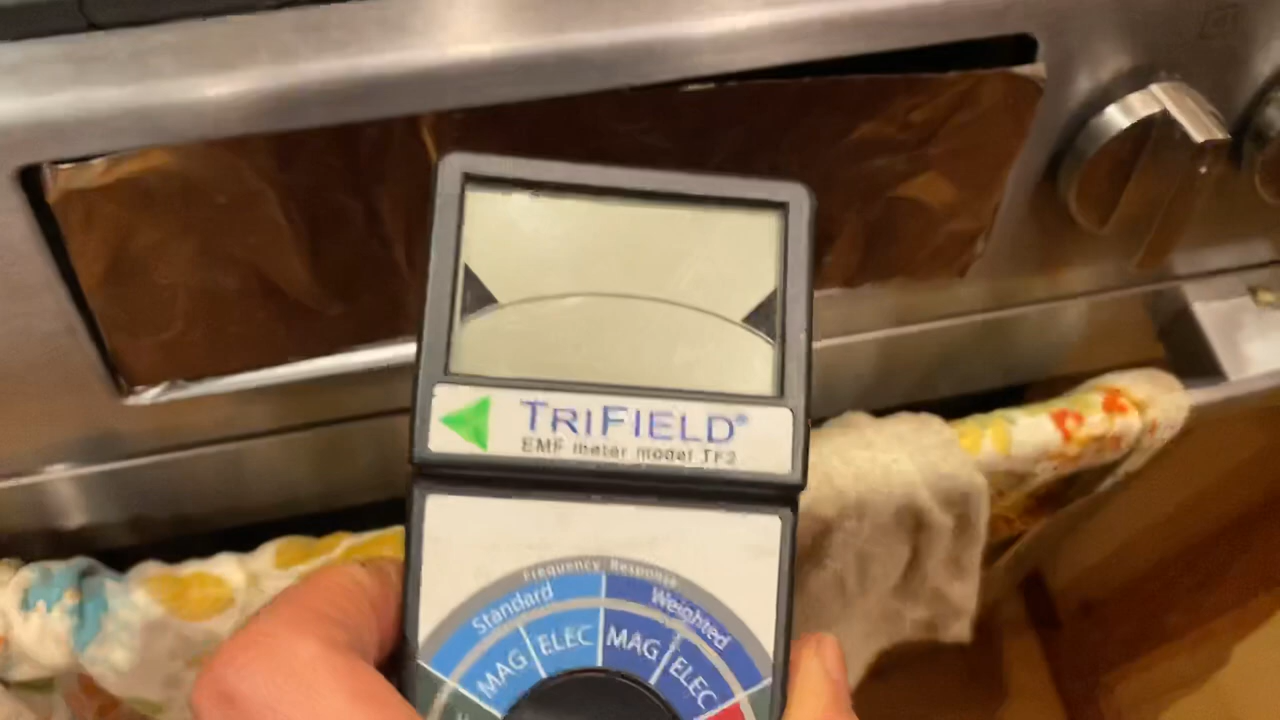 TRIFIELD®
EMF meter model TF2
Frequency Response
Standard
Weighted
MAG
ELEC
MAG
ELEC